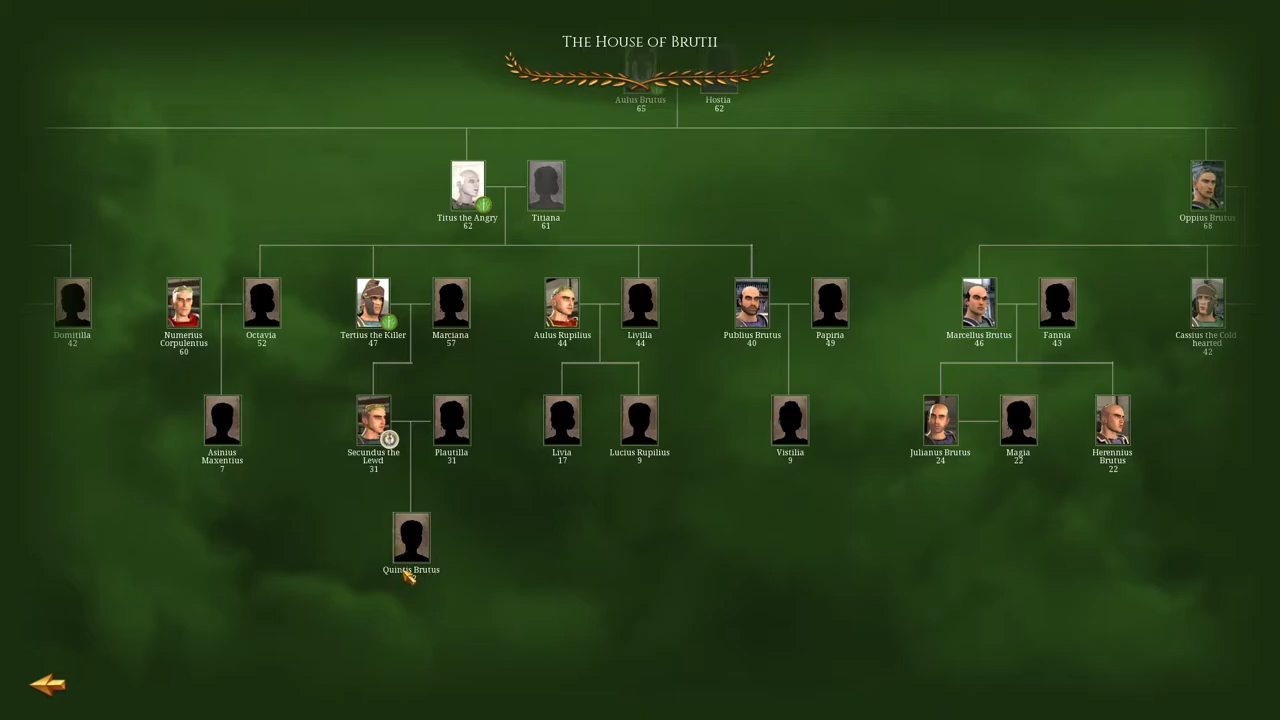 The House of Brutii
Aulus Brutus
65
Hostia
62
Titus the Angry
62
Titiana
61
Oppius Brutus
68
Domitilla
42
Numerius
Corpulentus
60
Octavia
52
Tertius the Killer
47
Marciana
57
Aulus Rupilius
44
Livilla
44
Publius Brutus
40
Papiria
49
Marcellus Brutus
46
Fannia
43
Cassius the Cold
hearted
42
Asinius
Maxentius
7
Secundus the
Lewd
31
Plautilla
31
Livia
17
Lucius Rupilius
9
Vistilia
9
Julianus Brutus
24
Magia
22
Herennius
Brutus
22
Quintus Brutus